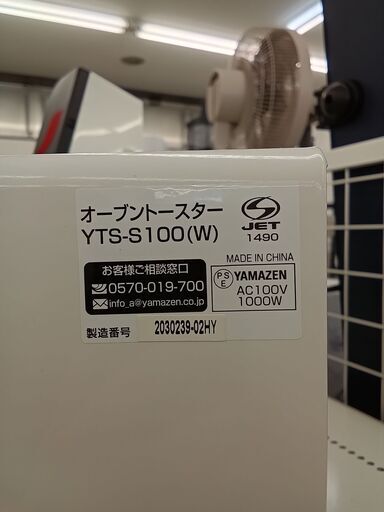 オーブントースター
YTS-S100(W)
JET
1490
お客様ご相談窓口
0570-019-700
info_a@yamazen.co.jp
MADE IN CHINA
PSE YAMAZEN
AC100V
1000W
製造番号 2030239-02HY